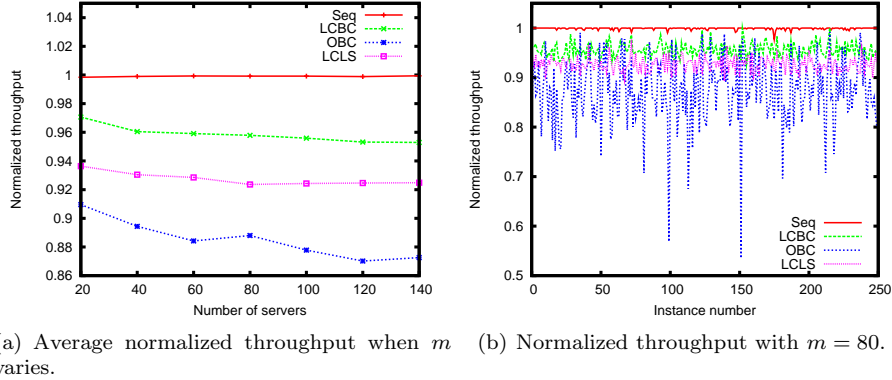 1.04
1.02
1
0.98
0.96
0.94
0.92
0.9
0.88
0.86
20 40 60 80 100 120 140
Normalized throughput
Number of servers
Seq
LCBC
OBC
LCLS
1
0.9
0.8
0.7
0.6
0.5
0 50 100 150 200 250
Normalized throughput
Instance number
Seq
LCBC
OBC
LCLS
a) Average normalized throughput when m
varies.
(b) Normalized throughput with m = 80.